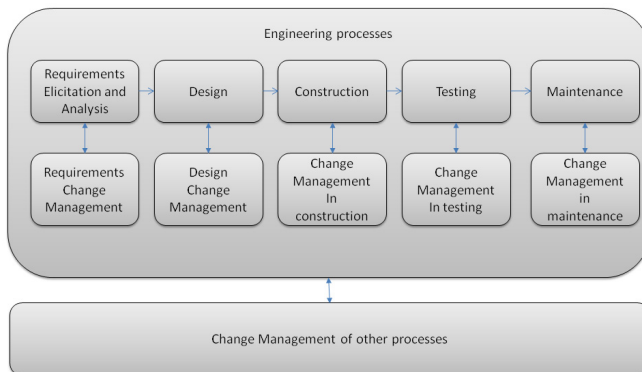 Engineering processes
Requirements
Elicitation and
Analysis
Design
Construction
Testing
Maintenance
Requirements
Change
Management
Design
Change
Management
Change
Management
In
construction
Change
Management
In testing
Change
Management
in
maintenance
Change Management of other processes